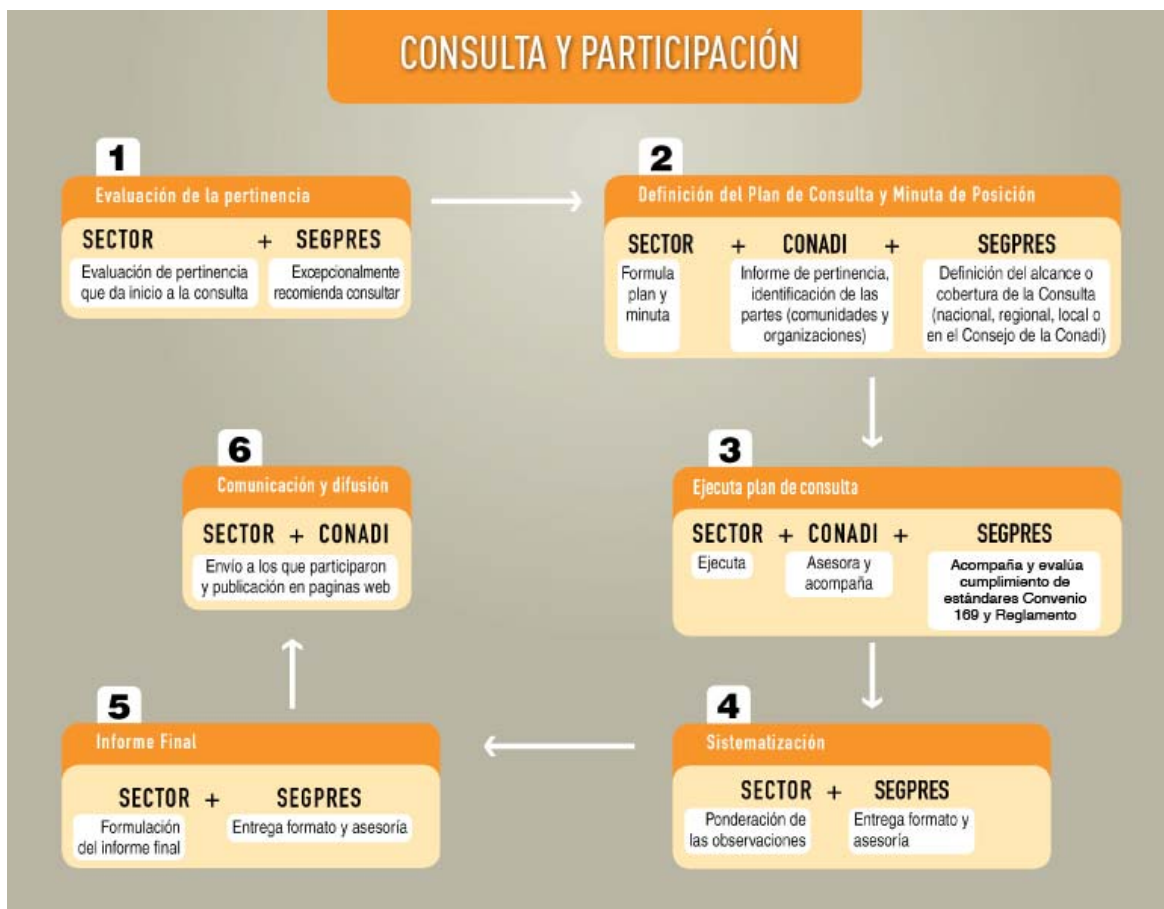 CONSULTA Y PARTICIPACIÓN
1
Evaluación de la pertinencia
SECTOR + SEGPRES
Evaluación de pertinencia
que da inicio a la consulta
Excepcionalmente
recomienda consultar
2
Definición del Plan de Consulta y Minuta de Posición
SECTOR + CONADI + SEGPRES
Formula
plan y
minuta
Informe de pertinencia,
identificación de las
partes (comunidades y
organizaciones)
Definición del alcance o
cobertura de la Consulta
(nacional, regional, local o
en el Consejo de la Conadi)
3
Ejecuta plan de consulta
SECTOR + CONADI + SEGPRES
Ejecuta
Asesora y
acompaña
Acompaña y evalúa
cumplimiento de
estándares Convenio
169 y Reglamento
4
Sistematización
SECTOR + SEGPRES
Ponderación de
las observaciones
Entrega formato y
asesoría
5
Informe Final
SECTOR + SEGPRES
Formulación
del informe final
Entrega formato y asesoría
6
Comunicación y difusión
SECTOR + CONADI
Envío a los que participaron
y publicación en paginas web